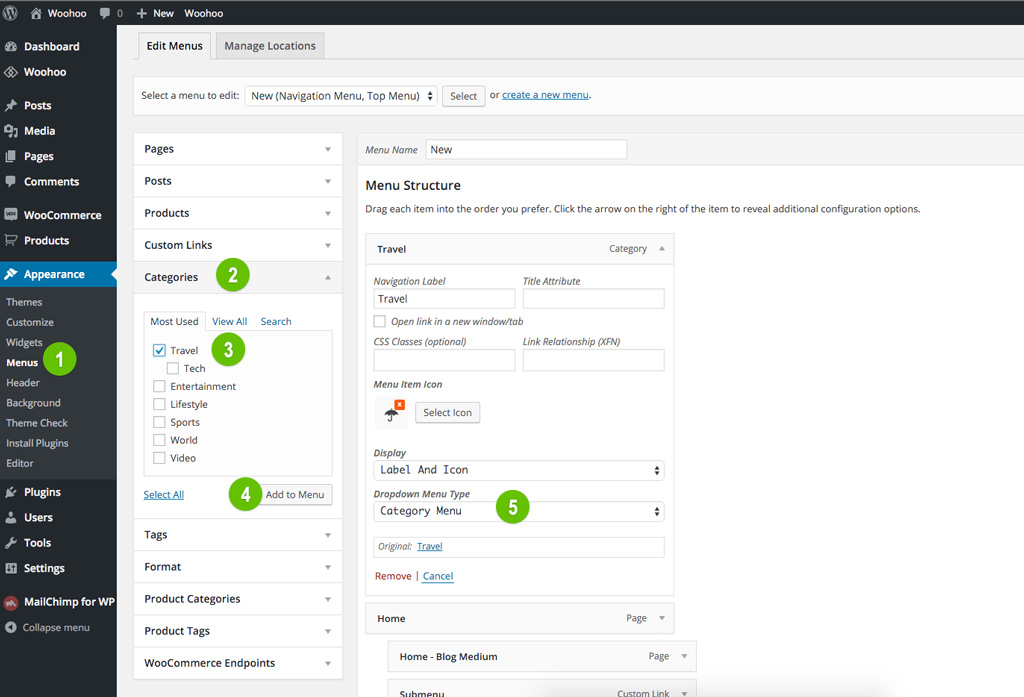 Woohoo 0 New Woohoo
Dashboard
Woohoo
Posts
Media
Pages
Comments
WooCommerce
Products
Appearance
Themes
Customize
Widgets
Menus 1
Header
Background
Theme Check
Install Plugins
Editor
Plugins
Users
Tools
Settings
MailChimp for WP
Collapse menu
Edit Menus Manage Locations
Select a menu to edit: New (Navigation Menu, Top Menu) Select or create a new menu.
Pages
Posts
Products
Custom Links
Categories 2
Most Used View All Search
Travel 3
Tech
Entertainment
Lifestyle
Sports
World
Video
Select All 4 Add to Menu
Tags
Format
Product Categories
Product Tags
WooCommerce Endpoints
Menu Name New
Menu Structure
Drag each item into the order you prefer. Click the arrow on the right of the item to reveal additional configuration options.
Travel Category
Navigation Label Title Attribute
Travel
Open link in a new window/tab
CSS Classes (optional) Link Relationship (XFN)
Menu Item Icon
x
Select Icon
Display
Label And Icon
Dropdown Menu Type
Category Menu 5
Original: Travel
Remove | Cancel
Home Page
Home - Blog Medium Page
Submenu Custom Link